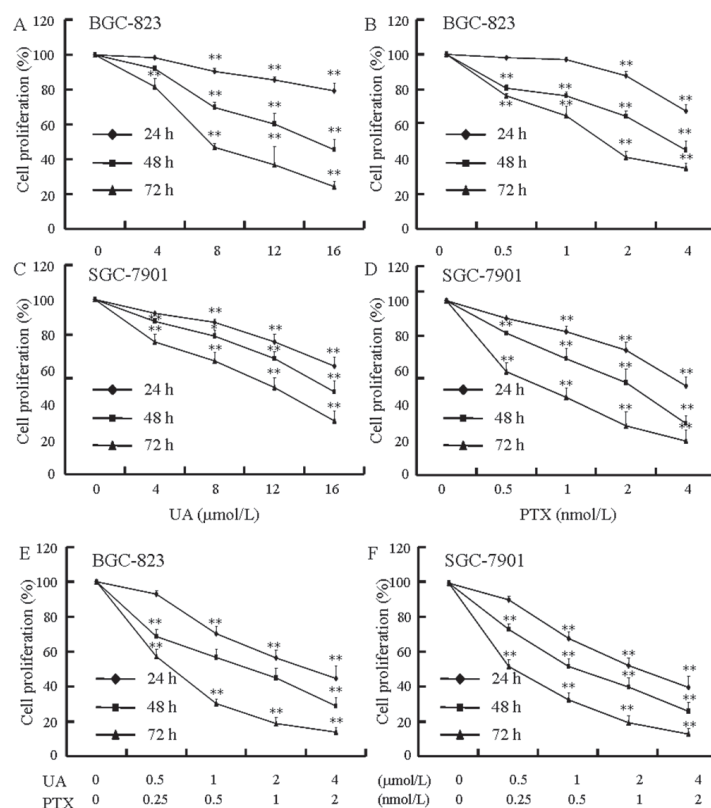 A BGC-823
B BGC-823
120
100
80
60
40
20
0
Cell proliferation (%)
** ** **
** ** ** **
** ** ** **
24 h
48 h
72 h
0 4 8 12 16
120
100
80
60
40
20
0
Cell proliferation (%)
** **
** ** ** **
** ** ** **
24 h
48 h
72 h
0 0.5 1 2 4
C SGC-7901
D SGC-7901
120
100
80
60
40
20
0
Cell proliferation (%)
** ** **
** * ** **
** ** ** **
24 h
48 h
72 h
0 4 8 12 16
UA (μmol/L)
120
100
80
60
40
20
0
Cell proliferation (%)
** ** **
** ** ** **
** ** ** **
24 h
48 h
72 h
0 0.5 1 2 4
PTX (nmol/L)
E BGC-823
F SGC-7901
120
100
80
60
40
20
0
Cell proliferation (%)
** ** **
** ** ** **
** ** ** **
24 h
48 h
72 h
UA 0 0.5 1 2 4
PTX 0 0.25 0.5 1 2
120
100
80
60
40
20
0
Cell proliferation (%)
** ** **
** ** ** **
** ** ** **
24 h
48 h
72 h
(μmol/L) 0 0.5 1 2 4
(nmol/L) 0 0.25 0.5 1 2